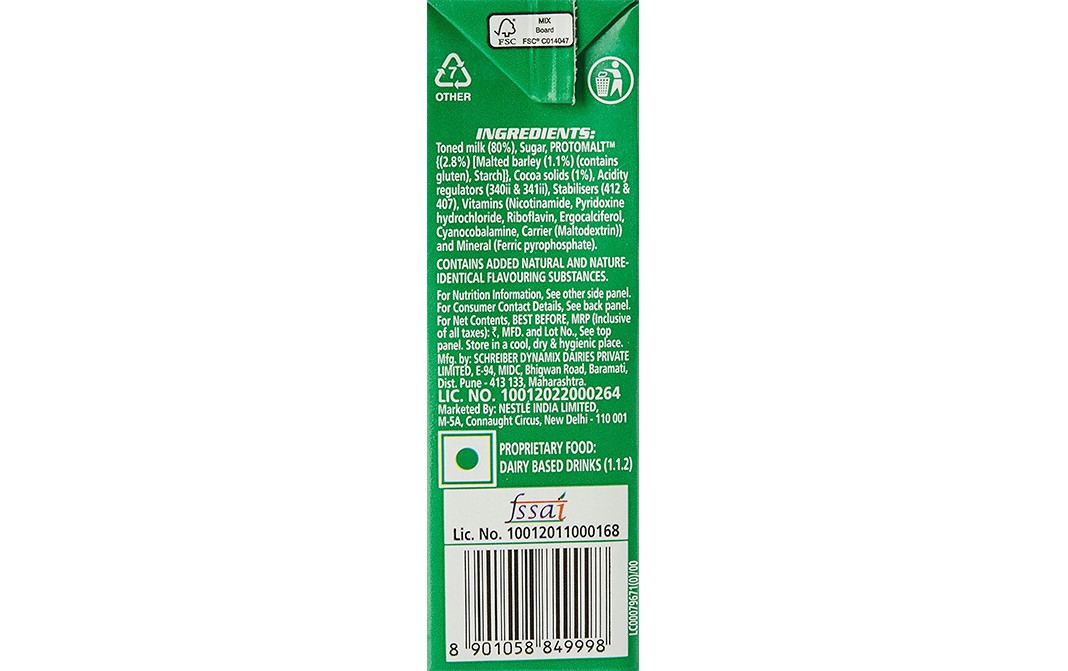 MIX
Board
FSC FSC® C014047
7
OTHER
INGREDIENTS:
Toned milk (80%), Sugar, PROTOMALT™
{(2.8%) [Malted barley (1.1%) (contains
gluten), Starch]}, Cocoa solids (1%), Acidity
regulators (340ii & 341ii), Stabilisers (412 &
407), Vitamins (Nicotinamide, Pyridoxine
hydrochloride, Riboflavin, Ergocalciferol,
Cyanocobalamine, Carrier (Maltodextrin))
and Mineral (Ferric pyrophosphate).
CONTAINS ADDED NATURAL AND NATURE-
IDENTICAL FLAVOURING SUBSTANCES.
For Nutrition Information, See other side panel.
For Consumer Contact Details, See back panel.
For Net Contents, BEST BEFORE, MRP (Inclusive
of all taxes): ₹, MFD. and Lot No., See top
panel. Store in a cool, dry & hygienic place.
Mfg. by: SCHREIBER DYNAMIX DAIRIES PRIVATE
LIMITED, E-94, MIDC, Bhigwan Road, Baramati,
Dist. Pune - 413 133, Maharashtra.
LIC. NO. 10012022000264
Marketed By: NESTLÉ INDIA LIMITED,
M-5A, Connaught Circus, New Delhi - 110 001
PROPRIETARY FOOD:
DAIRY BASED DRINKS (1.1.2)
fssai
Lic. No. 10012011000168
8 901058 849998
LC00079671(0)/00